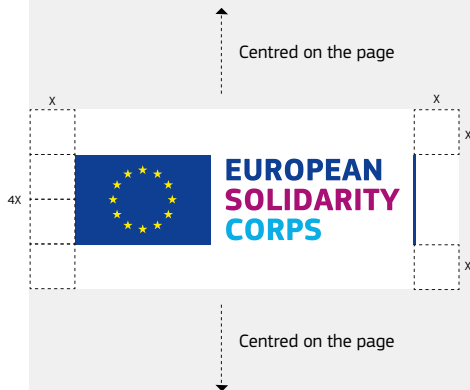 Centred on the page
X
X
X
4X
EUROPEAN
SOLIDARITY
CORPS
X
Centred on the page